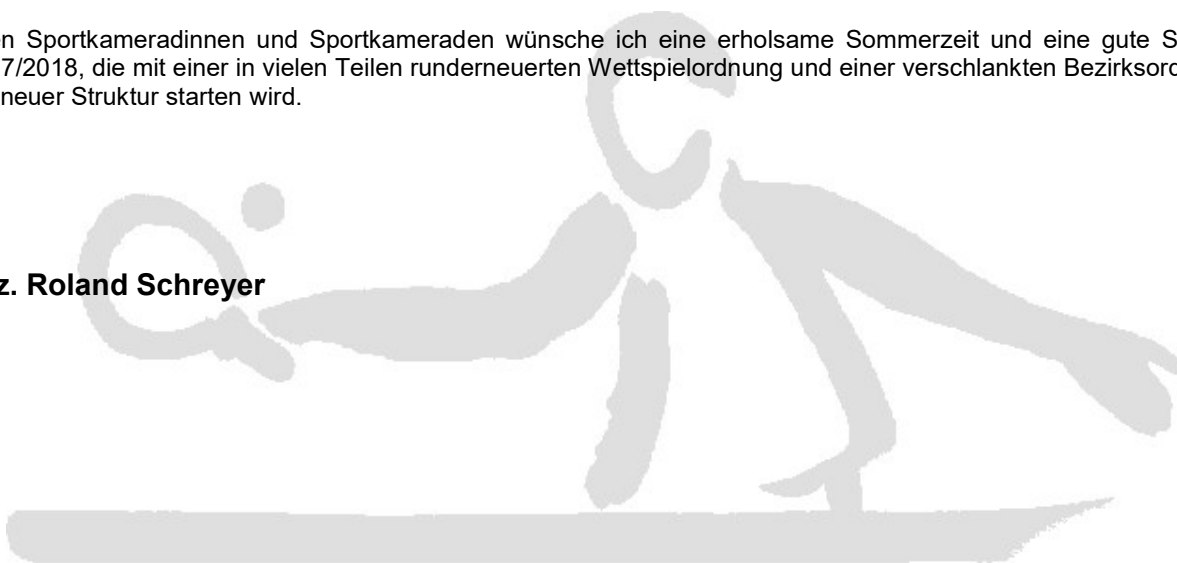 en Sportkameradinnen und Sportkameraden wünsche ich eine erholsame Sommerzeit und eine gute S
7/2018, die mit einer in vielen Teilen runderneuerten Wettspielordnung und einer verschlankten Bezirksord
neuer Struktur starten wird.
z. Roland Schreyer